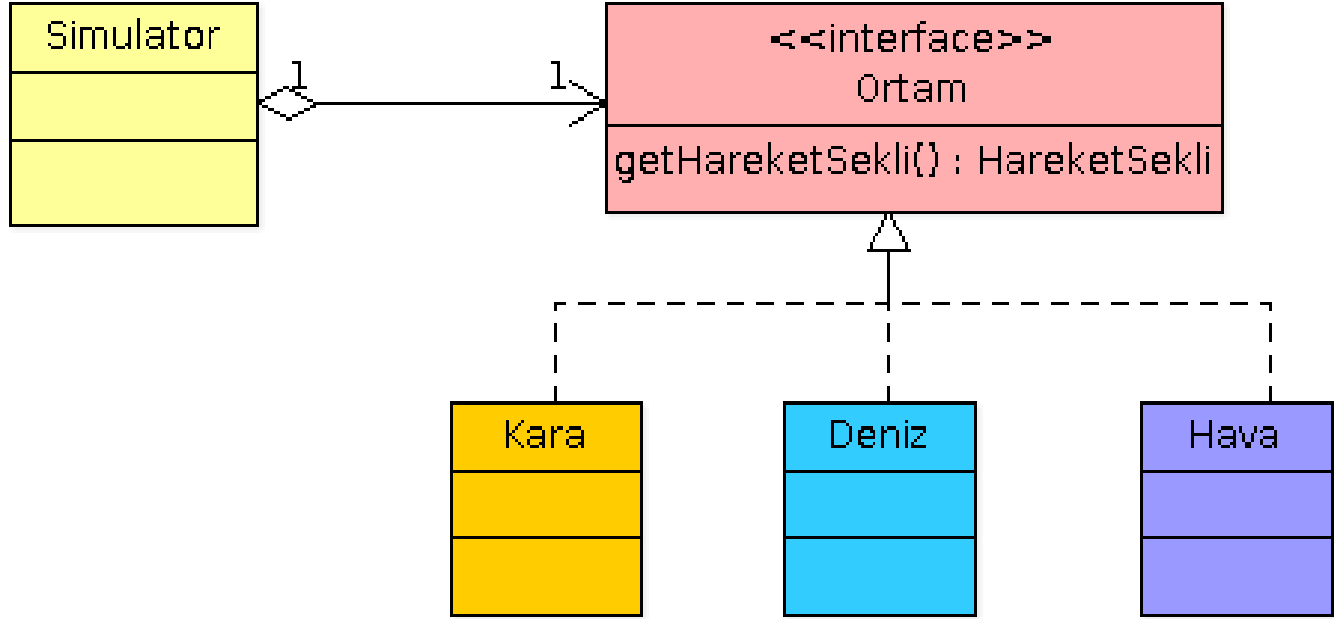 Simulator
1
1
<<interface>>
Ortam
getHareketSekli() : HareketSekli
Kara
Deniz
Hava